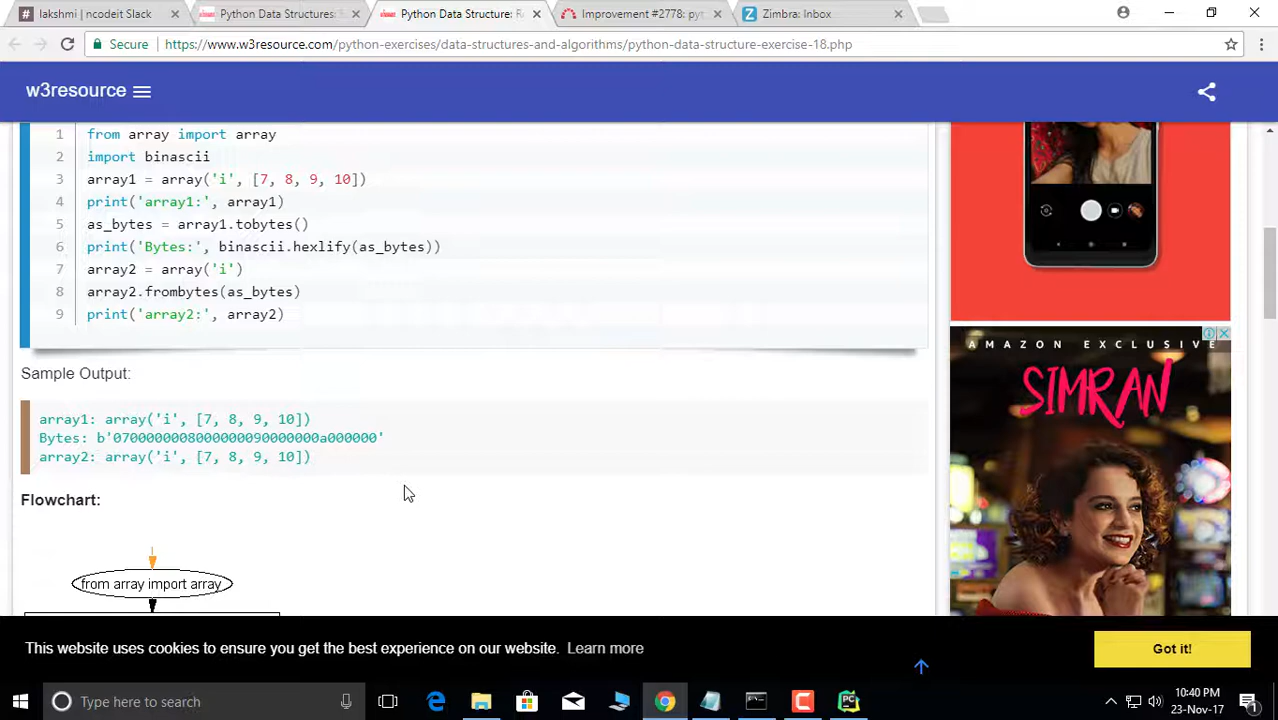 lakshmi | ncodeit Slack
Python Data Structures:
Python Data Structure: R
Improvement #2778: pyt
Zimbra: Inbox
Secure
https://www.w3resource.com/python-exercises/data-structures-and-algorithms/python-data-structure-exercise-18.php
w3resource
1 from array import array
2 import binascii
3 array1 = array('i', [7, 8, 9, 10])
4 print('array1:', array1)
5 as_bytes = array1.tobytes()
6 print('Bytes:', binascii.hexlify(as_bytes))
7 array2 = array('i')
8 array2.frombytes(as_bytes)
9 print('array2:', array2)
Sample Output:
array1: array('i', [7, 8, 9, 10])
Bytes: b'07000000080000000900000000a000000'
array2: array('i', [7, 8, 9, 10])
Flowchart:
from array import array
AMAZON EXCLUSIVE
SIMRAN
This website uses cookies to ensure you get the best experience on our website. Learn more
Got it!
Type here to search
10:40 PM
23-Nov-17
1